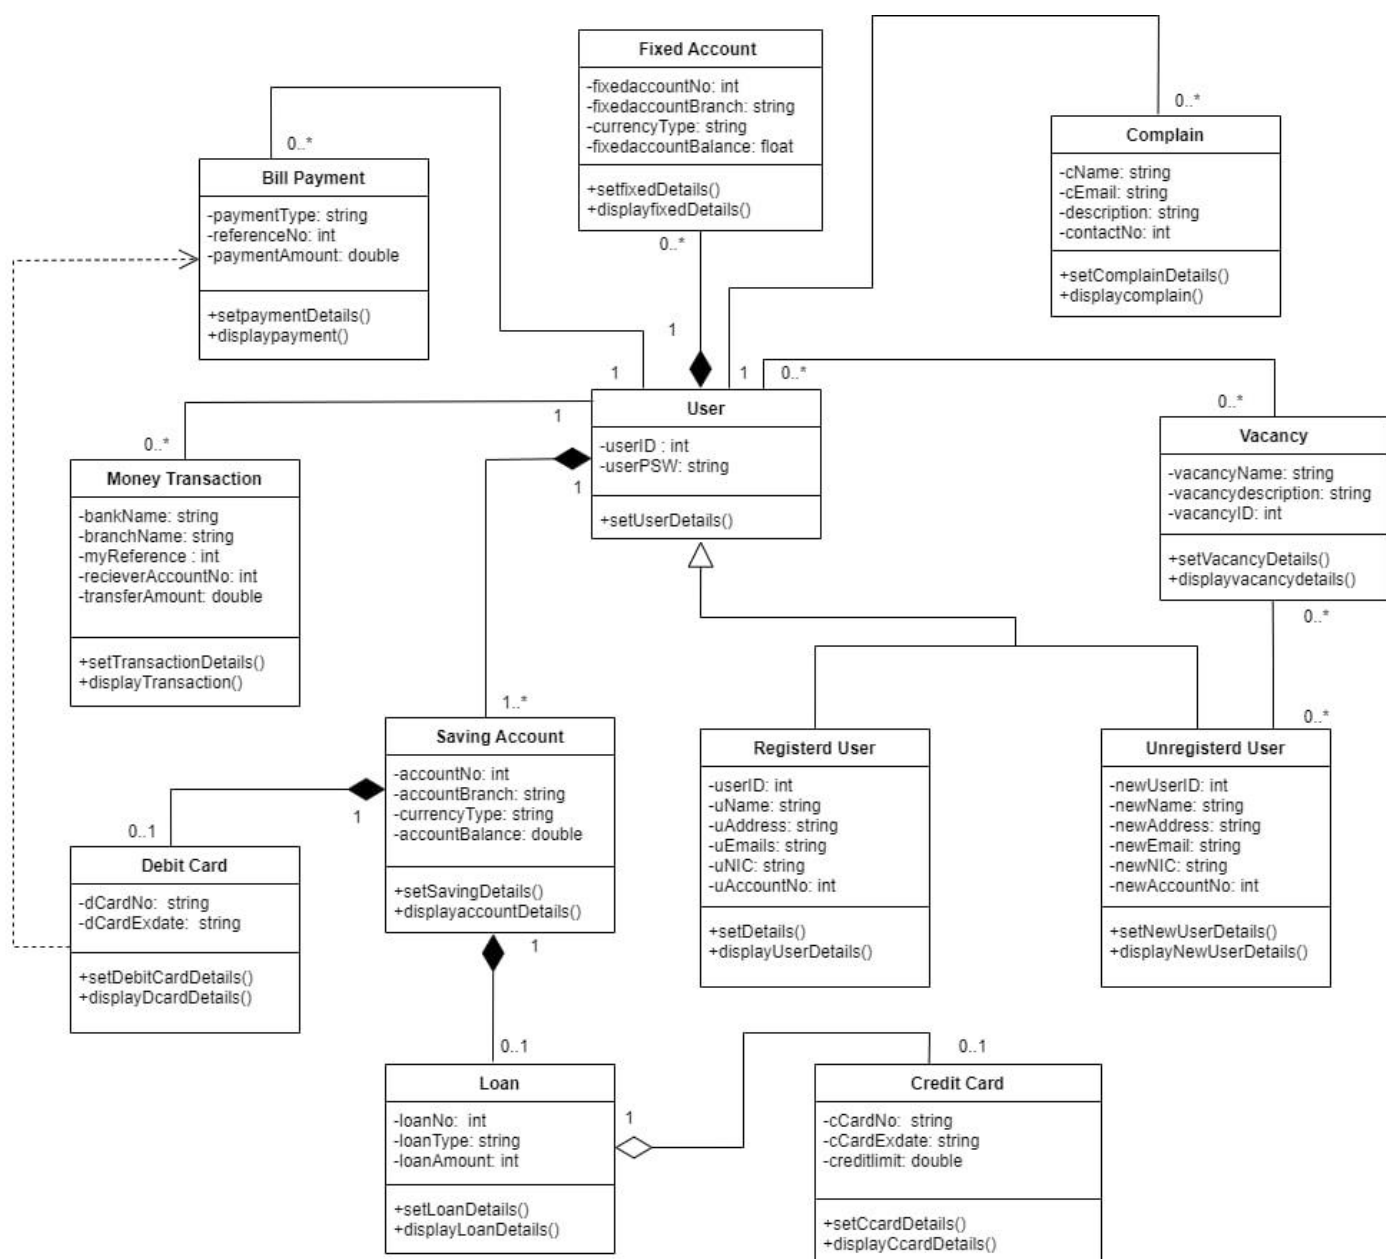 Fixed Account
-fixedaccountNo: int
-fixedaccountBranch: string
-currencyType: string
-fixedaccountBalance: float
+setfixedDetails()
+displayfixedDetails()
0..*
1
0..*
Complain
-cName: string
-cEmail: string
-description: string
-contactNo: int
+setComplainDetails()
+displaycomplain()
1
0..*
Bill Payment
-paymentType: string
-referenceNo: int
-paymentAmount: double
+setpaymentDetails()
+displaypayment()
1
0..*
0..*
Vacancy
-vacancyName: string
-vacancydescription: string
-vacancyID: int
+setVacancyDetails()
+displayvacancydetails()
0..*
0..*
User
-userID : int
-userPSW: string
+setUserDetails()
1
1
0..*
Money Transaction
-bankName: string
-branchName: string
-myReference : int
-recieverAccountNo: int
-transferAmount: double
+setTransactionDetails()
+displayTransaction()
1..*
Saving Account
-accountNo: int
-accountBranch: string
-currencyType: string
-accountBalance: double
+setSavingDetails()
+displayaccountDetails()
1
1
Registerd User
-userID: int
-uName: string
-uAddress: string
-uEmails: string
-uNIC: string
-uAccountNo: int
+setDetails()
+displayUserDetails()
Unregisterd User
-newUserID: int
-newName: string
-newAddress: string
-newEmail: string
-newNIC: string
-newAccountNo: int
+setNewUserDetails()
+displayNewUserDetails()
0..1
Debit Card
-dCardNo: string
-dCardExdate: string
+setDebitCardDetails()
+displayDcardDetails()
0..1
Loan
-loanNo: int
-loanType: string
-loanAmount: int
+setLoanDetails()
+displayLoanDetails()
1
0..1
Credit Card
-cCardNo: string
-cCardExdate: string
-creditlimit: double
+setCcardDetails()
+displayCcardDetails()